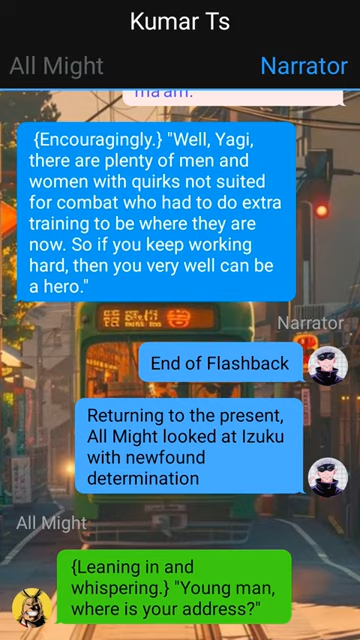 Kumar Ts
All Might
Narrator
ma'am."
{Encouragingly.} "Well, Yagi,
there are plenty of men and
women with quirks not suited
for combat who had to do extra
training to be where they are
now. So if you keep working
hard, then you very well can be
a hero."
Narrator
End of Flashback
Returning to the present,
All Might looked at Izuku
with newfound
determination
All Might
{Leaning in and
whispering.} "Young man,
where is your address?"